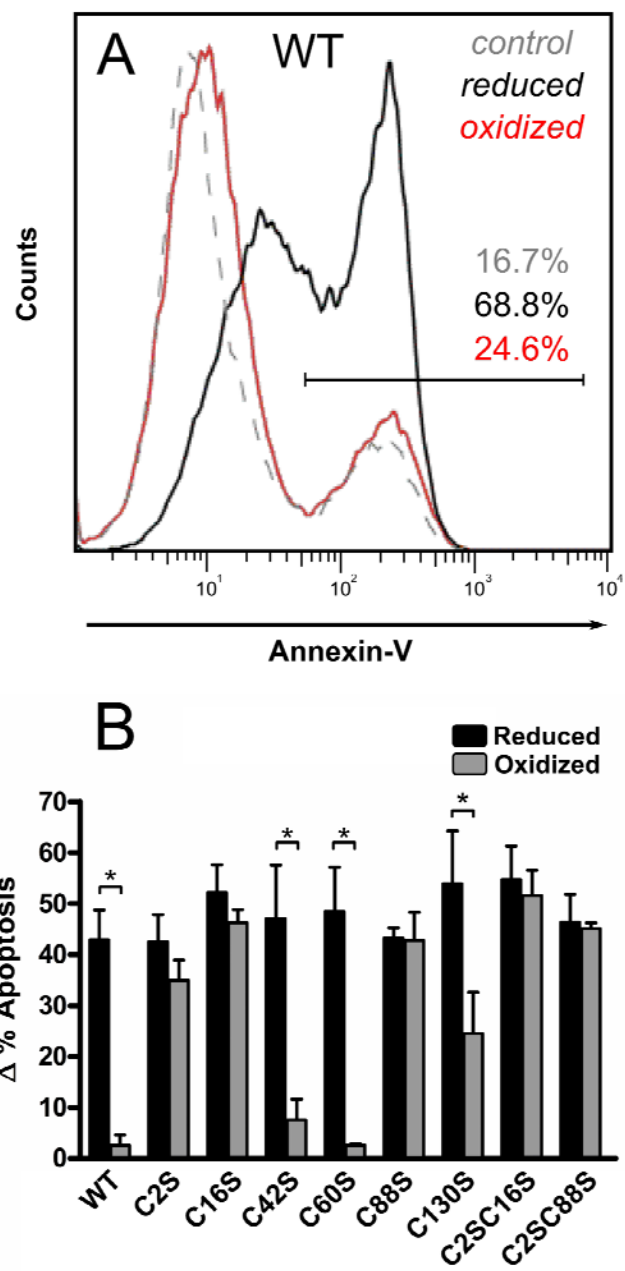 A
WT
control
reduced
oxidized
16.7%
68.8%
24.6%
Counts
10¹
10²
10³
10⁴
Annexin-V
B
Reduced
Oxidized
Δ % Apoptosis
70
60
50
40
30
20
10
0
*
*
*
*
WT
C2S
C16S
C42S
C60S
C88S
C130S
C2SC16S
C2SC88S